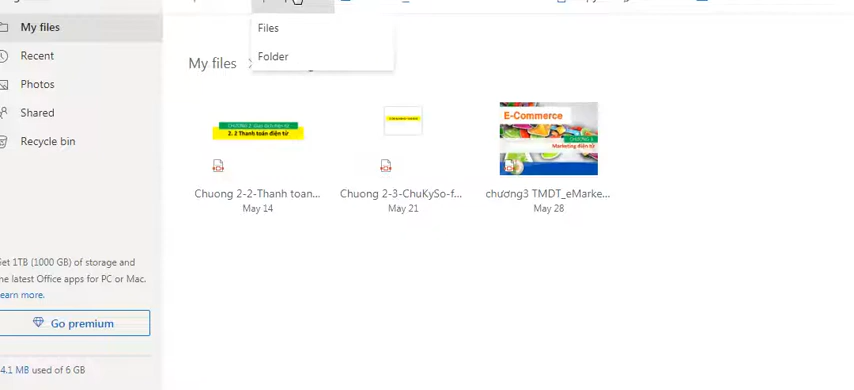 My files
Recent
Photos
Shared
Recycle bin
Files
Folder
My files
2. 2 Thanh toán điện tử
E-Commerce
Marketing điện tử
Chuong 2-2-Thanh toan...
May 14
Chuong 2-3-ChuKySo-f...
May 21
chương3 TMDT_eMarke...
May 28
1TB (1000 GB) of storage and
latest Office apps for PC or Mac.
Go premium
4.1 MB used of 6 GB